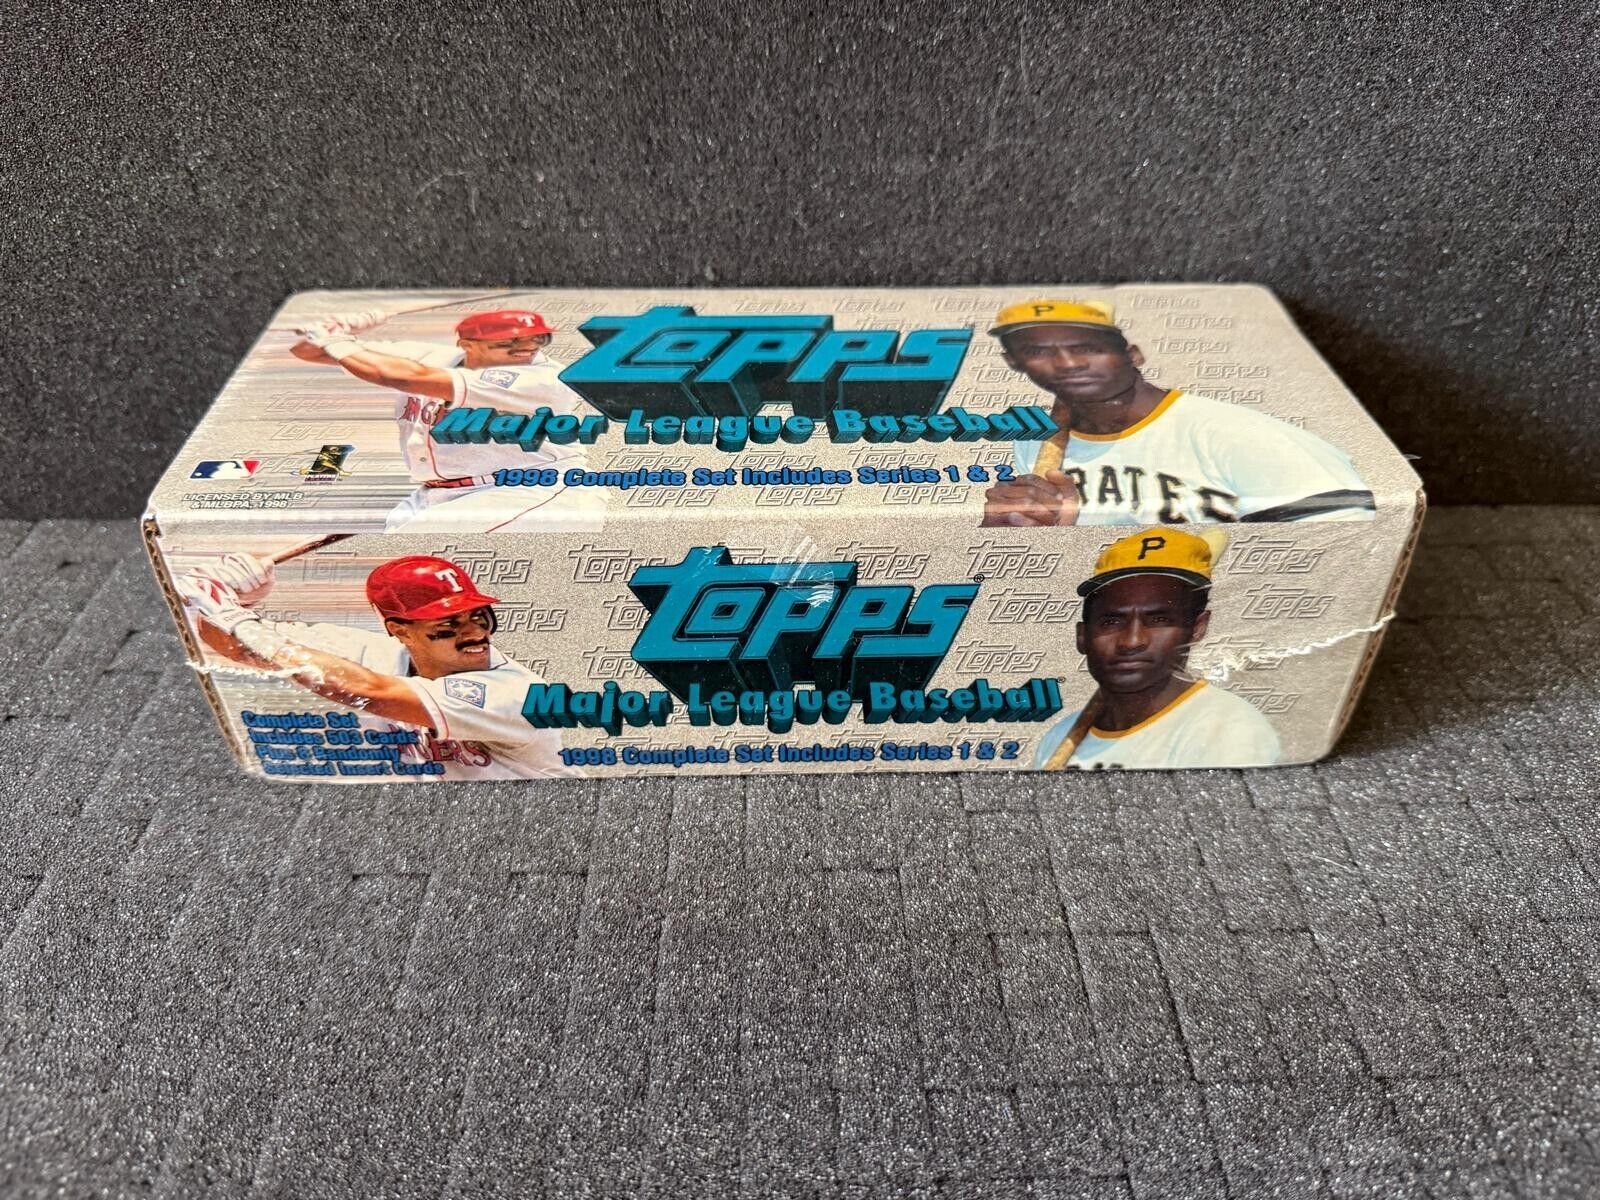 Topps
Major League Baseball
1998 Complete Set Includes Series 1 & 2
LICENSED BY MLB
& MLBPA, 1998
T
P
RATES
Topps®
Major League Baseball®
1998 Complete Set Includes Series 1 & 2
Complete Set
Includes 503 Cards
Plus 8 Randomly
Selected Insert Cards
T
P